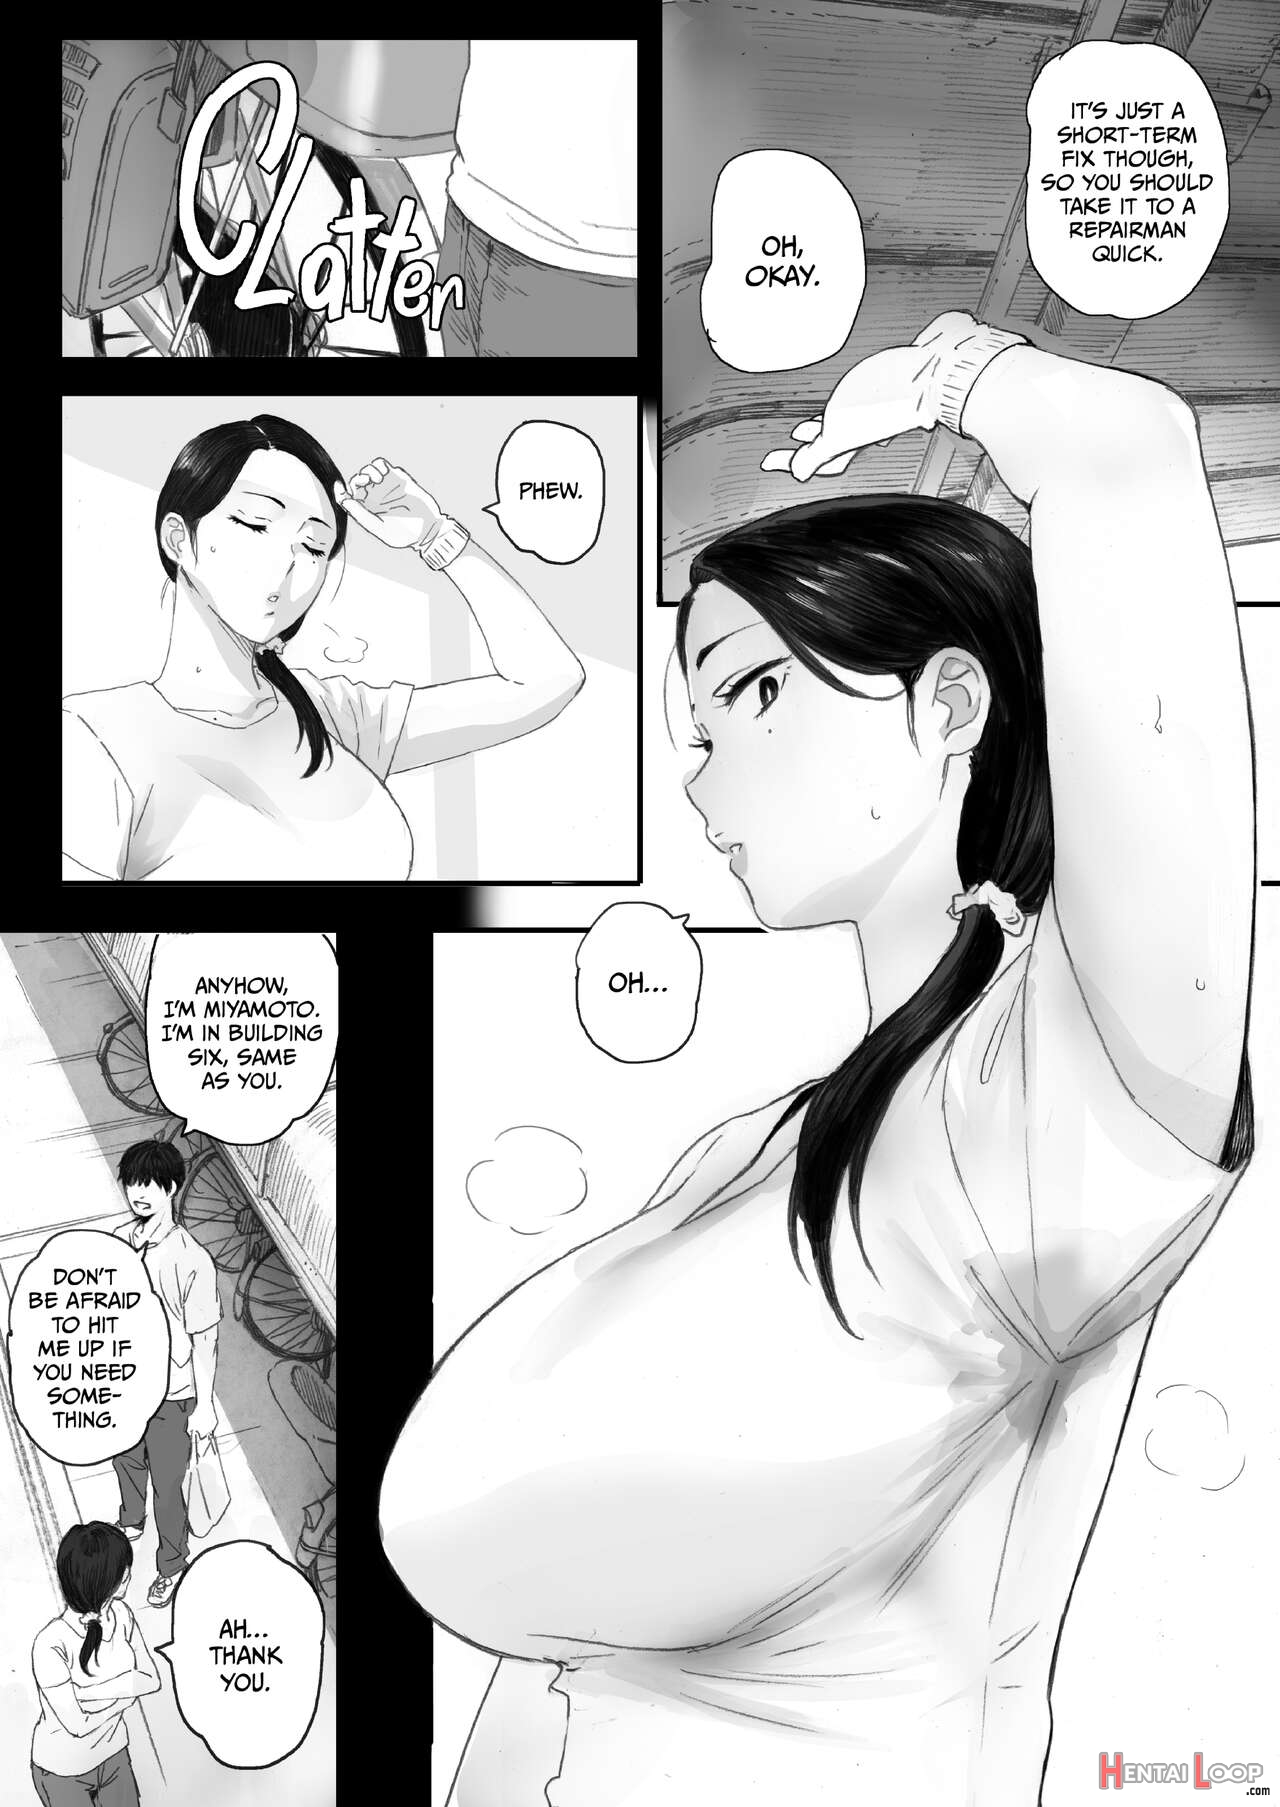 IT'S JUST A
SHORT-TERM
FIX THOUGH,
SO YOU SHOULD
TAKE IT TO A
REPAIRMAN
QUICK.
OH,
OKAY.
CLatter
PHEW.
OH...
ANYHOW,
I'M MIYAMOTO.
I'M IN BUILDING
SIX, SAME
AS YOU.
DON'T
BE AFRAID
TO HIT
ME UP IF
YOU NEED
SOME-
THING.
AH...
THANK
YOU.
HENTAI LOOP
.com